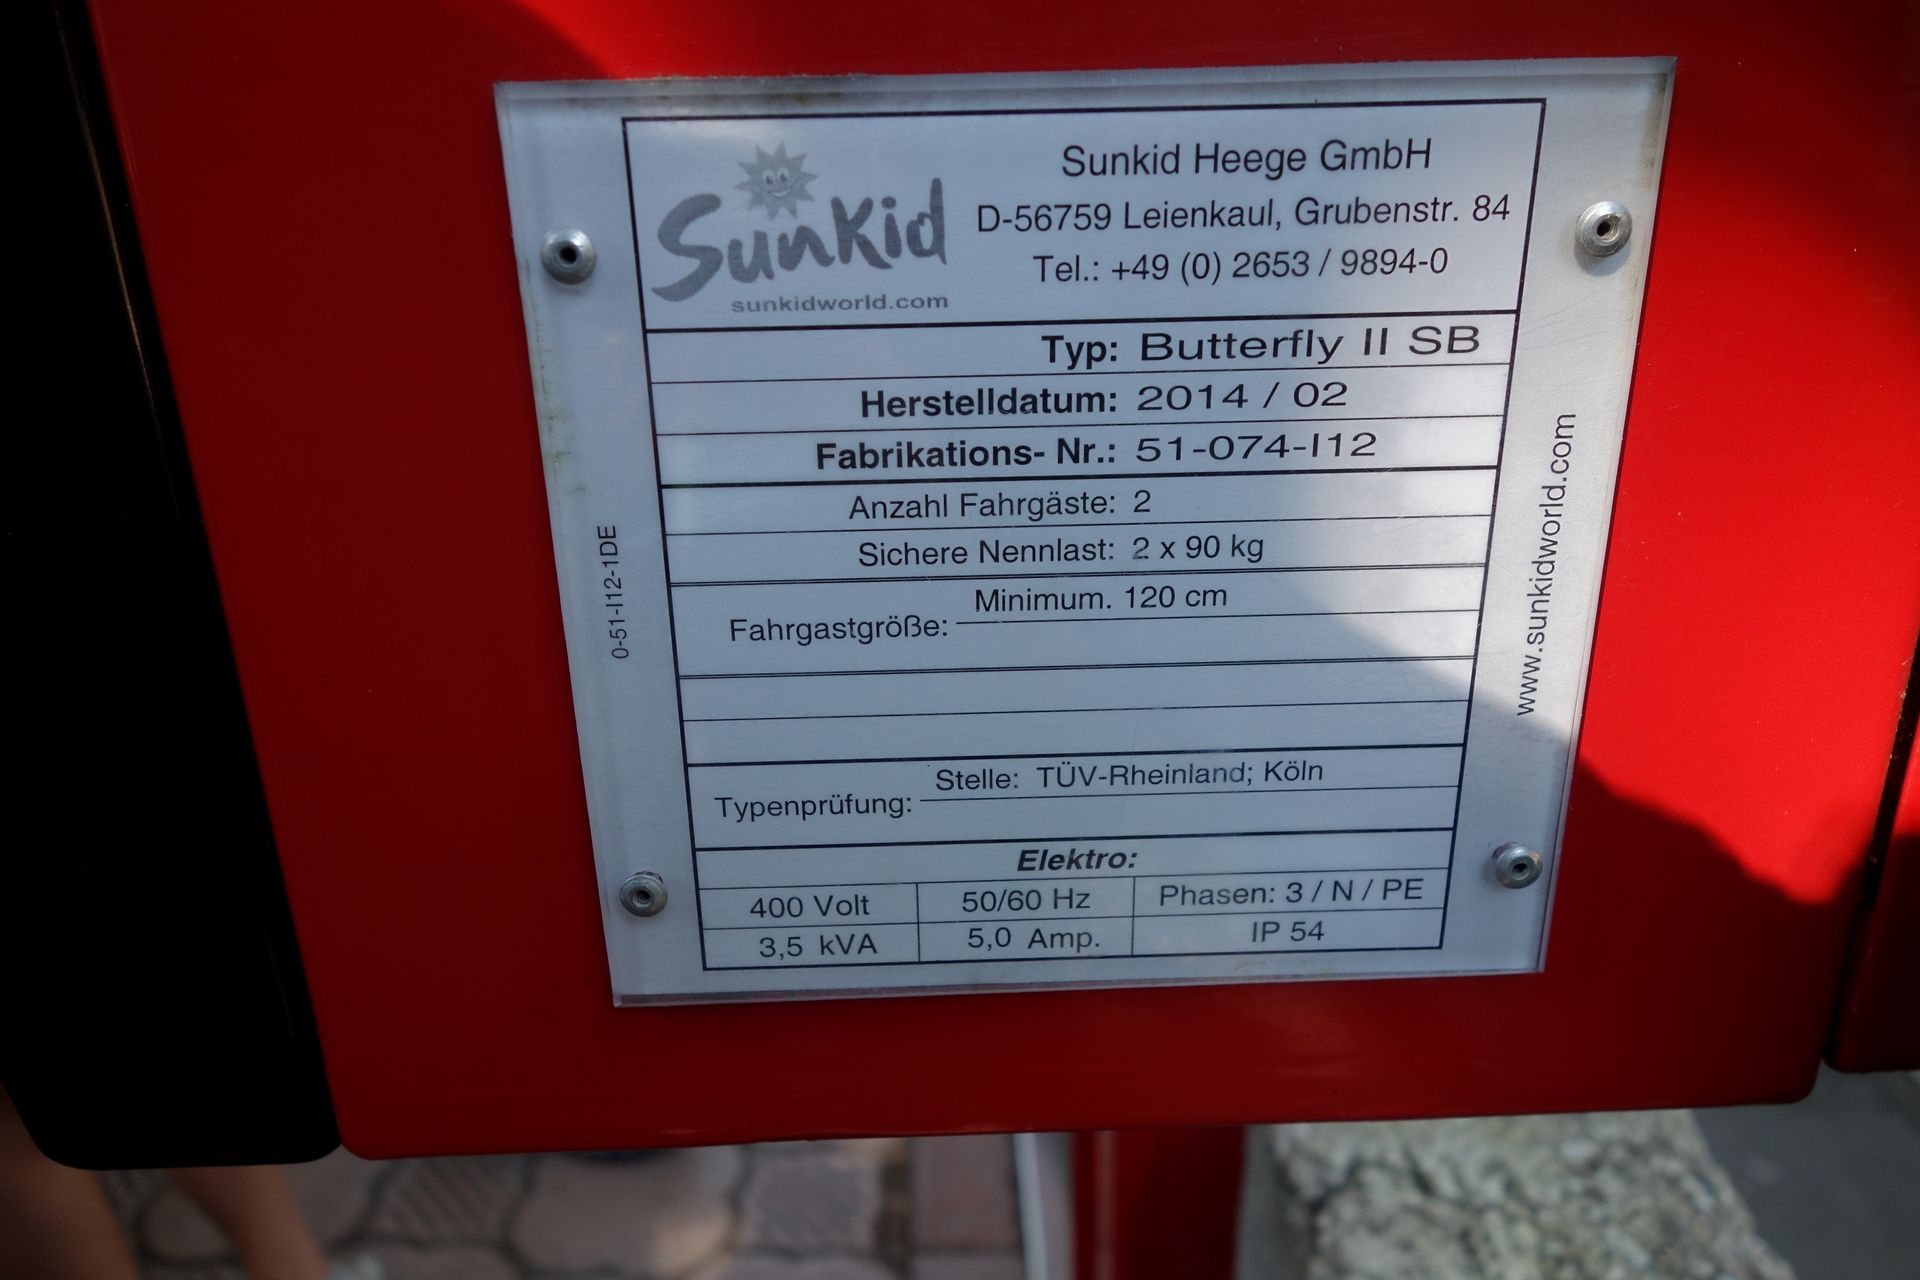 Sunkid
sunkidworld.com
Sunkid Heege GmbH
D-56759 Leienkaul, Grubenstr. 84
Tel.: +49 (0) 2653 / 9894-0
Typ: Butterfly II SB
Herstelldatum: 2014 / 02
Fabrikations- Nr.: 51-074-I12
Anzahl Fahrgäste: 2
Sichere Nennlast: 2 x 90 kg
Fahrgastgröße: Minimum. 120 cm
Typenprüfung: Stelle: TÜV-Rheinland; Köln
Elektro:
400 Volt 50/60 Hz Phasen: 3 / N / PE
3,5 kVA 5,0 Amp. IP 54
0-51-I12-1DE
www.sunkidworld.com